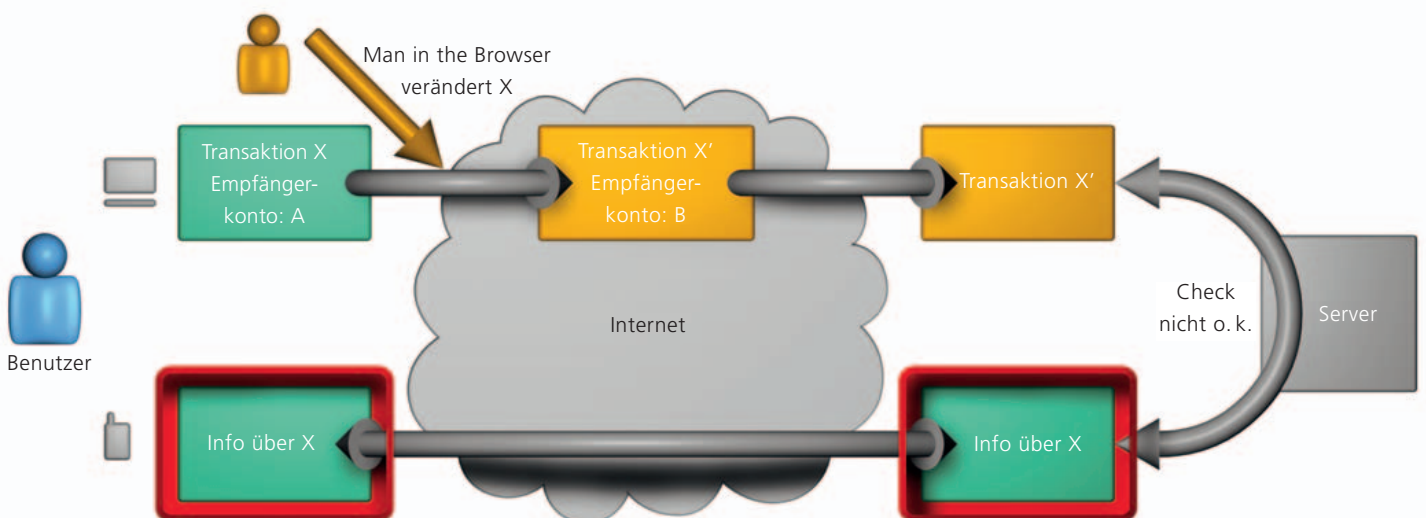 Man in the Browser
verändert X
Transaktion X
Empfänger-
konto: A
Transaktion X'
Empfänger-
konto: B
Transaktion X'
Internet
Check
nicht o. k.
Server
Benutzer
Info über X
Info über X